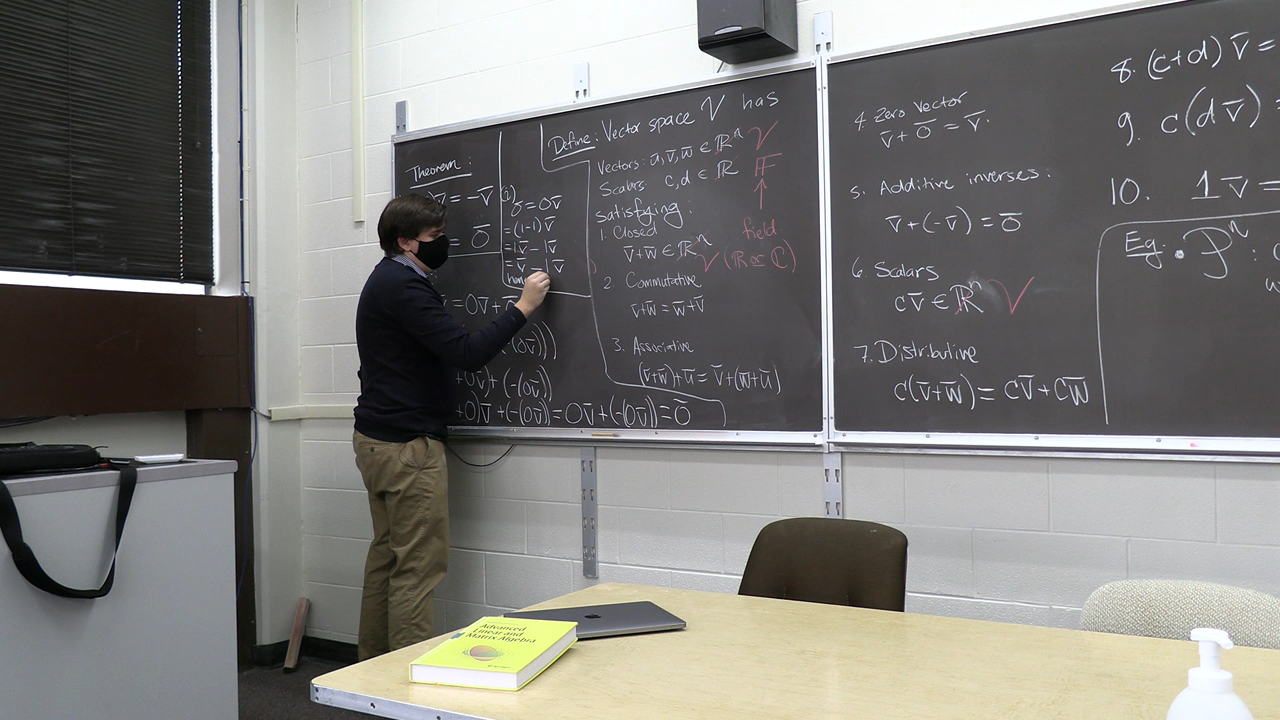 Theorem:
v̄ = -v̄
= 0̄
= 0v̄ +
(0v̄))
+0v̄) + (-(0v̄))
+0)v̄ + (-(0v̄)) = 0v̄ + (-(0v̄)) = 0̄
0̄ = 0v̄
= (1-1)v̄
= 1v̄ - 1v̄
= v̄ - 1v̄
Define: Vector space V has
Vectors: ū, v̄, w̄ ∈ ℝⁿ V
Scalars: c, d ∈ ℝ F
↑
field
(ℝ or ℂ)
satisfying:
1. Closed
v̄ + w̄ ∈ ℝⁿ V
2. Commutative
v̄ + w̄ = w̄ + v̄
3. Associative
(v̄+w̄)+ū = v̄+(w̄+ū)
4. Zero Vector
v̄ + 0̄ = v̄.
5. Additive inverses:
v̄ + (-v̄) = 0̄
6. Scalars
cv̄ ∈ ℝⁿ V
7. Distributive
c(v̄+w̄) = cv̄ + cw̄
8. (c+d)v̄ =
9. c(dv̄)
10. 1v̄ =
Eg: • Pⁿ :
Advanced
Linear and
Matrix Algebra